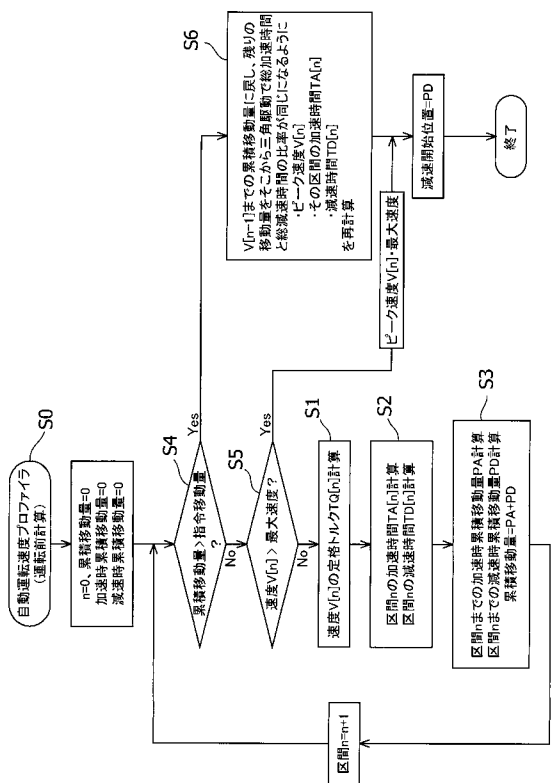 自動運転速度プロファイラ
(運転前計算)
S0
n=0、累積移動量=0
加速時累積移動量=0
減速時累積移動量=0
S4
累積移動量>指令移動量
?
Yes
No
S5
速度V[n]>最大速度?
Yes
No
S1
速度V[n]の定格トルクTQ[n]計算
S2
区間nの加速時間TA[n]計算
区間nの減速時間TD[n]計算
S3
区間nまでの加速時累積移動量PA計算
区間nまでの減速時累積移動量PD計算
累積移動量=PA+PD
区間n=n+1
S6
V[n-1]までの累積移動量に戻し、残りの
移動量をそこから三角駆動で総加速時間
と総減速時間の比率が同じになるように
・ピーク速度V[n]
・その区間の加速時間TA[n]
・減速時間TD[n]
を再計算
ピーク速度V[n]・最大速度
減速開始位置=PD
終了